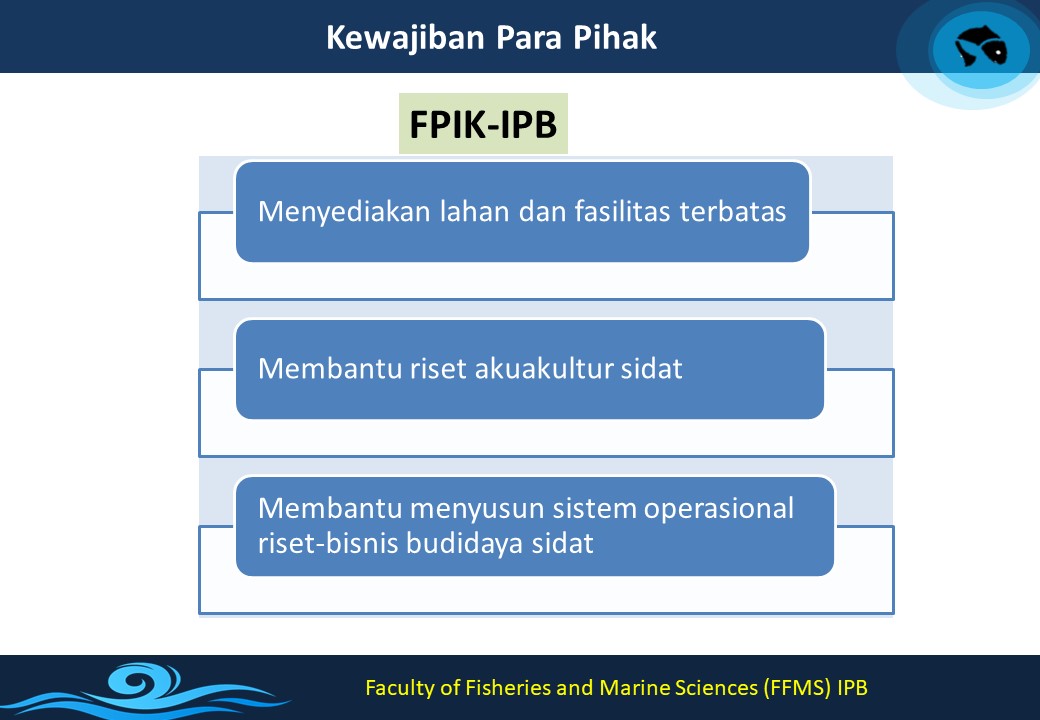 Kewajiban Para Pihak
FPIK-IPB
Menyediakan lahan dan fasilitas terbatas
Membantu riset akuakultur sidat
Membantu menyusun sistem operasional
riset-bisnis budidaya sidat
Faculty of Fisheries and Marine Sciences (FFMS) IPB